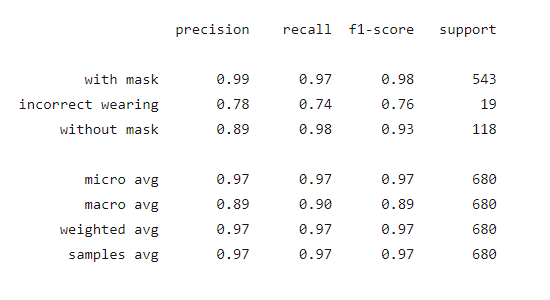 precision recall f1-score support
with mask 0.99 0.97 0.98 543
incorrect wearing 0.78 0.74 0.76 19
without mask 0.89 0.98 0.93 118
micro avg 0.97 0.97 0.97 680
macro avg 0.89 0.90 0.89 680
weighted avg 0.97 0.97 0.97 680
samples avg 0.97 0.97 0.97 680